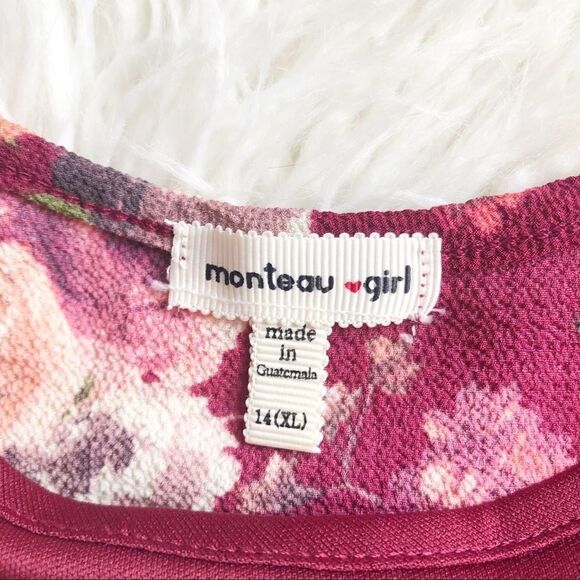 monteau ♥girl
made
in
Guatemala
14(XL)